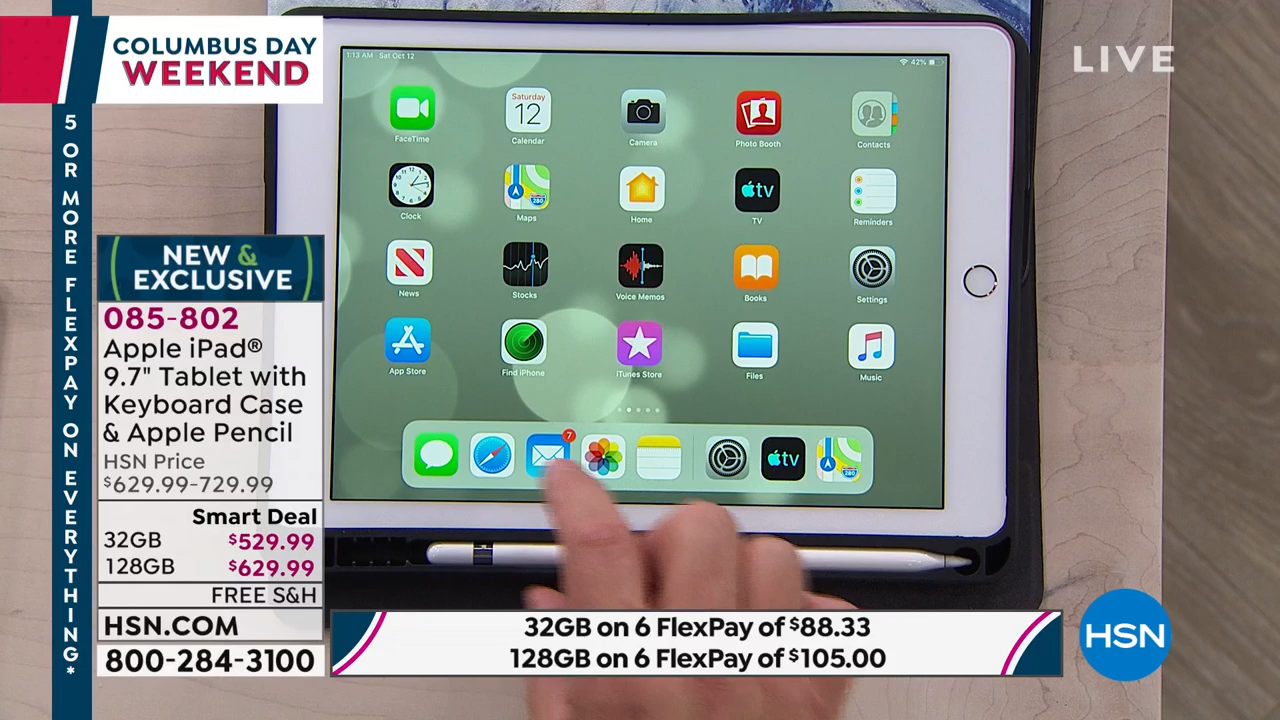 COLUMBUS DAY
WEEKEND
5 OR MORE FLEXPAY ON EVERYTHING*
NEW &
EXCLUSIVE
085-802
Apple iPad®
9.7" Tablet with
Keyboard Case
& Apple Pencil
HSN Price
$629.99-729.99
Smart Deal
32GB $529.99
128GB $629.99
FREE S&H
HSN.COM
800-284-3100
LIVE
1:13 AM Sat Oct 12
42%
Saturday
12
FaceTime
Calendar
Camera
Photo Booth
Contacts
280
tv
Clock
Maps
Home
TV
Reminders
News
Stocks
Voice Memos
Books
Settings
App Store
Find iPhone
iTunes Store
Files
Music
7
tv
280
32GB on 6 FlexPay of $88.33
128GB on 6 FlexPay of $105.00
HSN